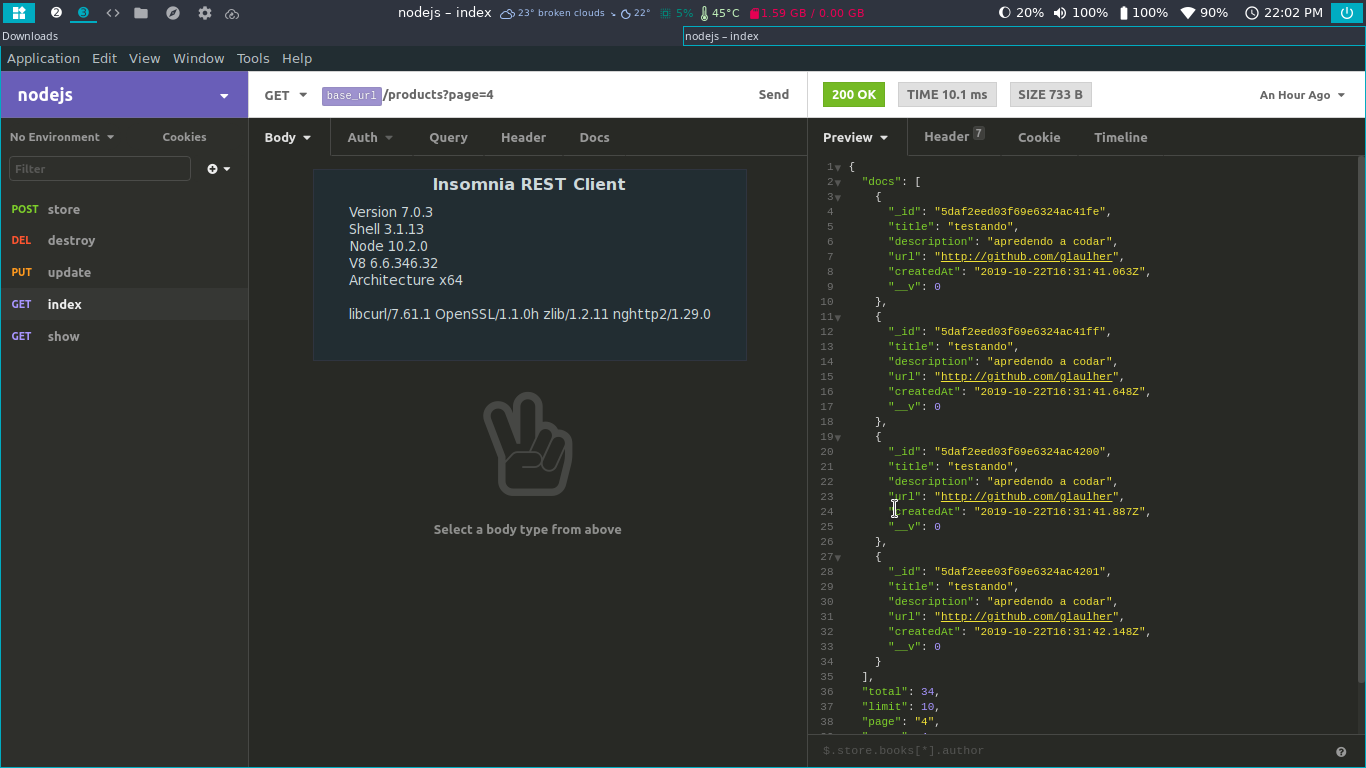 2 3 nodejs – index 23° broken clouds 22° 5% 45°C 1.59 GB / 0.00 GB 20% 100% 100% 90% 22:02 PM
Downloads nodejs – index
Application Edit View Window Tools Help
nodejs
GET base_url/products?page=4 Send
200 OK TIME 10.1 ms SIZE 733 B An Hour Ago
No Environment Cookies
Body Auth Query Header Docs
Preview Header 7 Cookie Timeline
Filter
POST store
DEL destroy
PUT update
GET index
GET show
Insomnia REST Client
Version 7.0.3
Shell 3.1.13
Node 10.2.0
V8 6.6.346.32
Architecture x64
libcurl/7.61.1 OpenSSL/1.1.0h zlib/1.2.11 nghttp2/1.29.0
Select a body type from above
1 {
2 "docs": [
3 {
4 "_id": "5daf2eed03f69e6324ac41fe",
5 "title": "testando",
6 "description": "apredendo a codar",
7 "url": "http://github.com/glaulher",
8 "createdAt": "2019-10-22T16:31:41.063Z",
9 "__v": 0
10 },
11 {
12 "_id": "5daf2eed03f69e6324ac41ff",
13 "title": "testando",
14 "description": "apredendo a codar",
15 "url": "http://github.com/glaulher",
16 "createdAt": "2019-10-22T16:31:41.648Z",
17 "__v": 0
18 },
19 {
20 "_id": "5daf2eed03f69e6324ac4200",
21 "title": "testando",
22 "description": "apredendo a codar",
23 "url": "http://github.com/glaulher",
24 "createdAt": "2019-10-22T16:31:41.887Z",
25 "__v": 0
26 },
27 {
28 "_id": "5daf2eee03f69e6324ac4201",
29 "title": "testando",
30 "description": "apredendo a codar",
31 "url": "http://github.com/glaulher",
32 "createdAt": "2019-10-22T16:31:42.148Z",
33 "__v": 0
34 }
35 ],
36 "total": 34,
37 "limit": 10,
38 "page": "4",
$.store.books[*].author